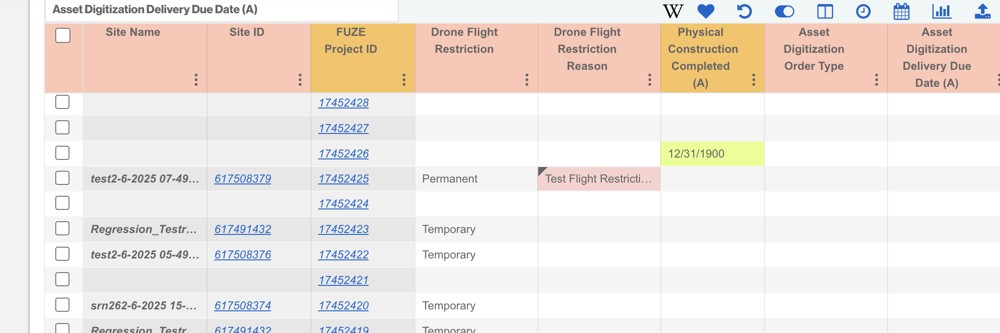 Asset Digitization Delivery Due Date (A)
W
Site Name
Site ID
FUZE
Project ID
Drone Flight
Restriction
Drone Flight
Restriction
Reason
Physical
Construction
Completed
(A)
Asset
Digitization
Order Type
Asset
Digitization
Delivery Due
Date (A)
17452428
17452427
17452426 12/31/1900
test2-6-2025 07-49... 617508379 17452425 Permanent Test Flight Restricti...
17452424
Regression_Testr... 617491432 17452423 Temporary
test2-6-2025 05-49... 617508376 17452422 Temporary
17452421
srn262-6-2025 15-... 617508374 17452420 Temporary
Regression_Testr 617491432 17452419 Temporary